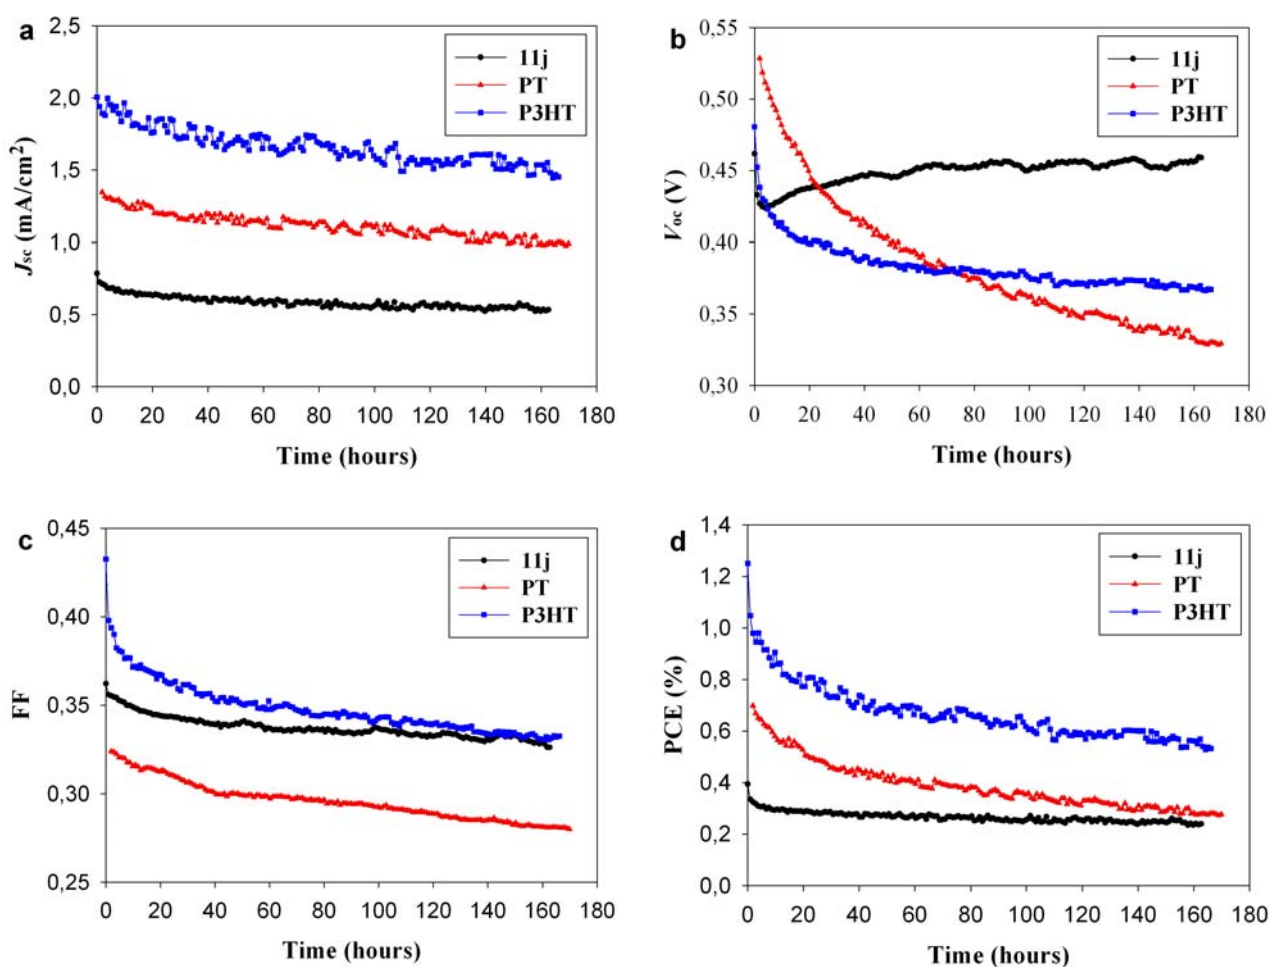 a
2,5
2,0
1,5
1,0
0,5
0,0
Jsc (mA/cm²)
0 20 40 60 80 100 120 140 160 180
Time (hours)
11j
PT
P3HT
b
0,55
0,50
0,45
0,40
0,35
0,30
Voc (V)
0 20 40 60 80 100 120 140 160 180
Time (hours)
11j
PT
P3HT
c
0,45
0,40
0,35
0,30
0,25
FF
0 20 40 60 80 100 120 140 160 180
Time (hours)
11j
PT
P3HT
d
1,4
1,2
1,0
0,8
0,6
0,4
0,2
0,0
PCE (%)
0 20 40 60 80 100 120 140 160 180
Time (hours)
11j
PT
P3HT